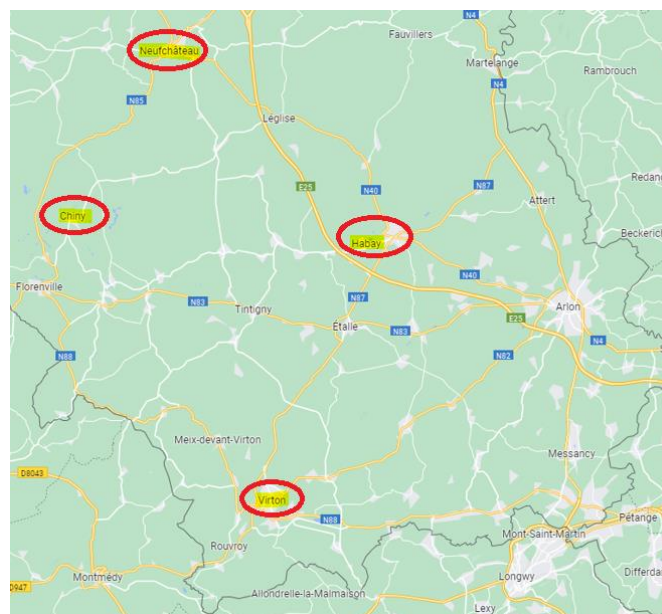 Fauvillers
N4
Neufchâteau
Martelange
Rambrouch
N4
N85
Léglise
E25
N40
N87
Redang
Attert
Chiny
Beckerich
Habay
N40
Florenville
N87
N83
Tintigny
Arlon
E25
Étalle
N83
N4
N88
N82
Meix-devant-Virton
Messancy
D8043
Virton
N88
Pétange
Mont-Saint-Martin
Rouvroy
Montmédy
Longwy
Differdan
D947
Allondrelle-la-Malmaison
Lexy